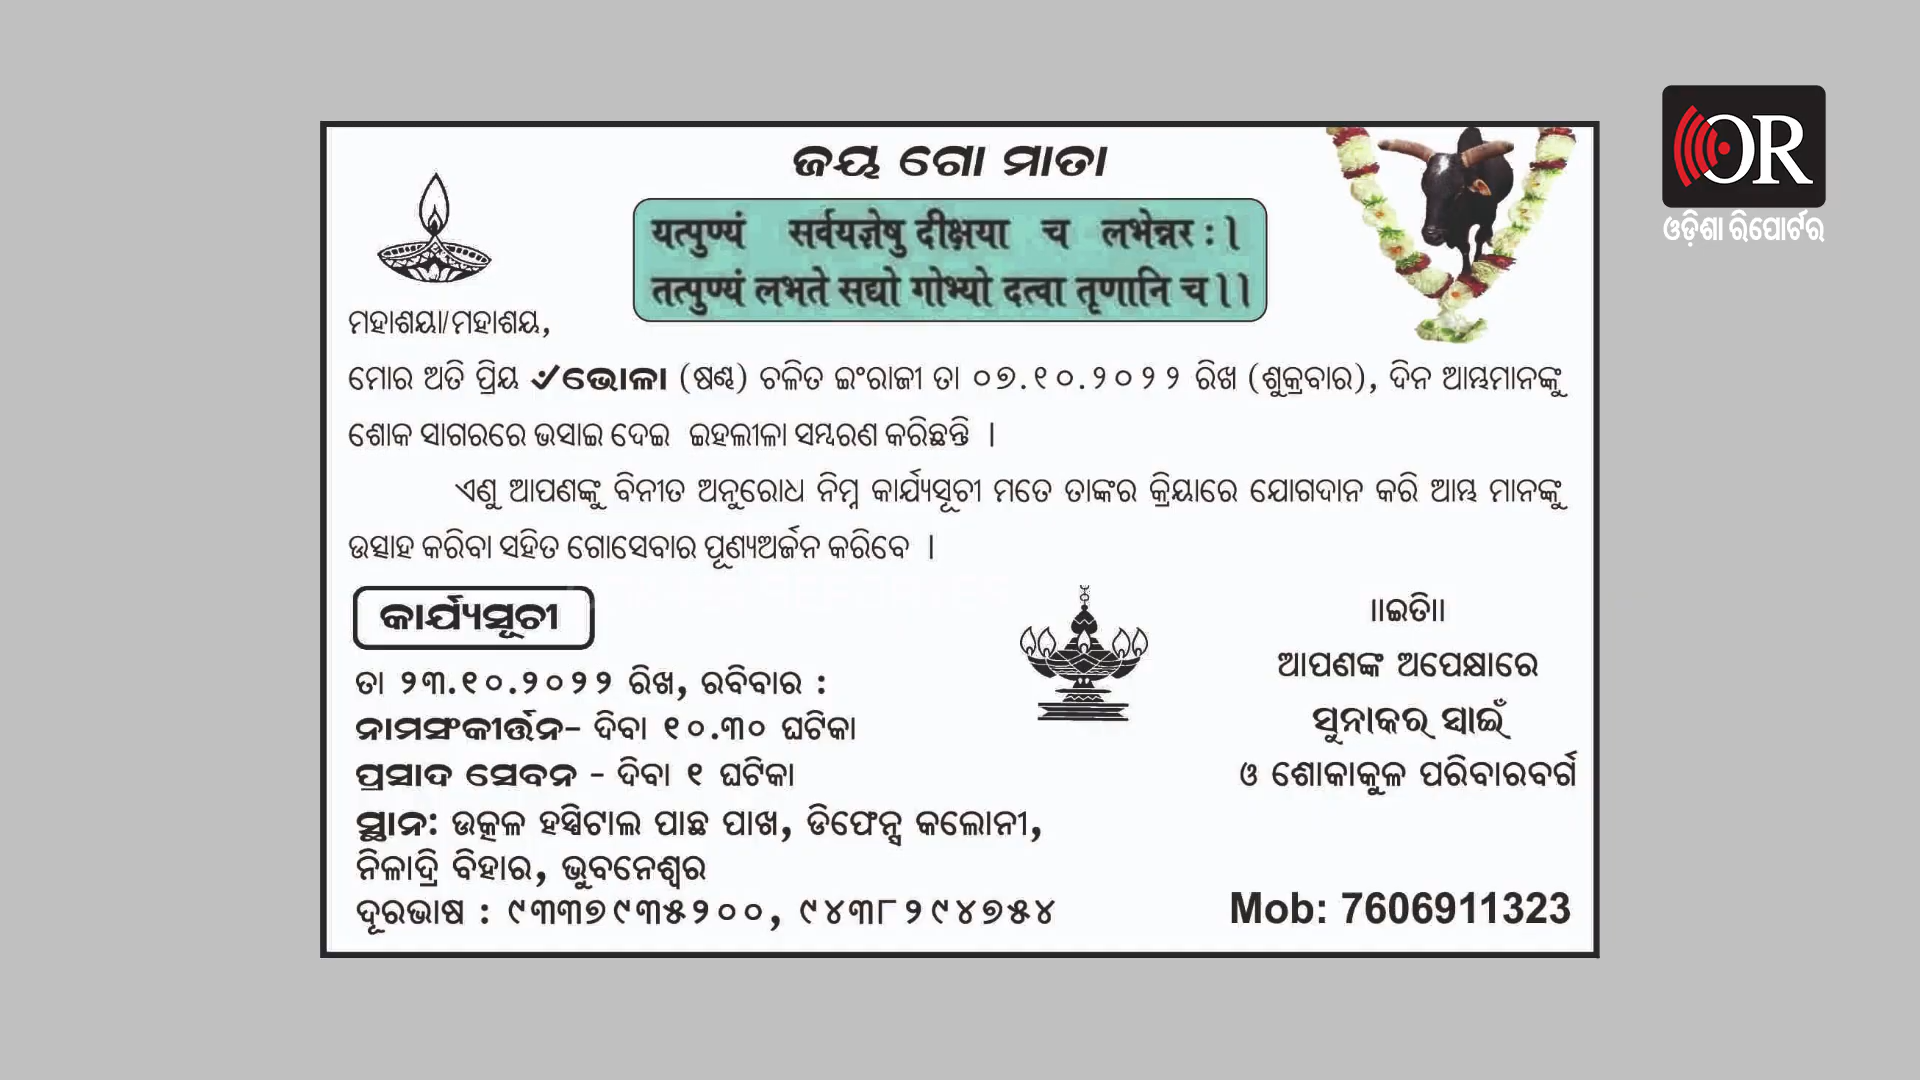 ଜୟ ଗୋ ମାତା
यत्पुण्यं सर्वयज्ञेषु दीक्षया च लभेन्नरः।
तत्पुण्यं लभते सद्यो गोभ्यो दत्वा तृणानि च।।
OR
ଓଡ଼ିଶା ରିପୋର୍ଟର
ମହାଶୟା/ମହାଶୟ,
ମୋର ଅତି ପ୍ରିୟ ଏଁଭୋଳା (ଷଣ୍ଢ) ଚଳିତ ଇଂରାଜୀ ତା ୦୭.୧୦.୨୦୨୨ ରିଖ (ଶୁକ୍ରବାର), ଦିନ ଆମ୍ଭମାନଙ୍କୁ
ଶୋକ ସାଗରରେ ଭସାଇ ଦେଇ ଇହଲୀଳା ସମ୍ବରଣ କରିଛନ୍ତି ।
ଏଣୁ ଆପଣଙ୍କୁ ବିନୀତ ଅନୁରୋଧ ନିମ୍ନ କାର୍ଯ୍ୟସୂଚୀ ମତେ ତାଙ୍କର କ୍ରିୟାରେ ଯୋଗଦାନ କରି ଆମ୍ଭ ମାନଙ୍କୁ
ଉତ୍ସାହ କରିବା ସହିତ ଗୋସେବାର ପୂଣ୍ୟଅର୍ଜନ କରିବେ ।
କାର୍ଯ୍ୟସୂଚୀ
ତା ୨୩.୧୦.୨୦୨୨ ରିଖ, ରବିବାର :
ନାମସଂକୀର୍ତ୍ତନ- ଦିବା ୧୦.୩୦ ଘଟିକା
ପ୍ରସାଦ ସେବନ - ଦିବା ୧ ଘଟିକା
ସ୍ଥାନ: ଉତ୍କଳ ହସ୍ପିଟାଲ ପାଛ ପାଖ, ଡିଫେନ୍ସ କଲୋନୀ,
ନିଳାଦ୍ରି ବିହାର, ଭୁବନେଶ୍ୱର
ଦୂରଭାଷ : ୯୩୩୭୯୩୫୨୦୦, ୯୪୩୮୨୯୪୭୫୪
॥ଇତି॥
ଆପଣଙ୍କ ଅପେକ୍ଷାରେ
ସୁନାକର ସ୍ୱାଇଁ
ଓ ଶୋକାକୁଳ ପରିବାରବର୍ଗ
Mob: 7606911323